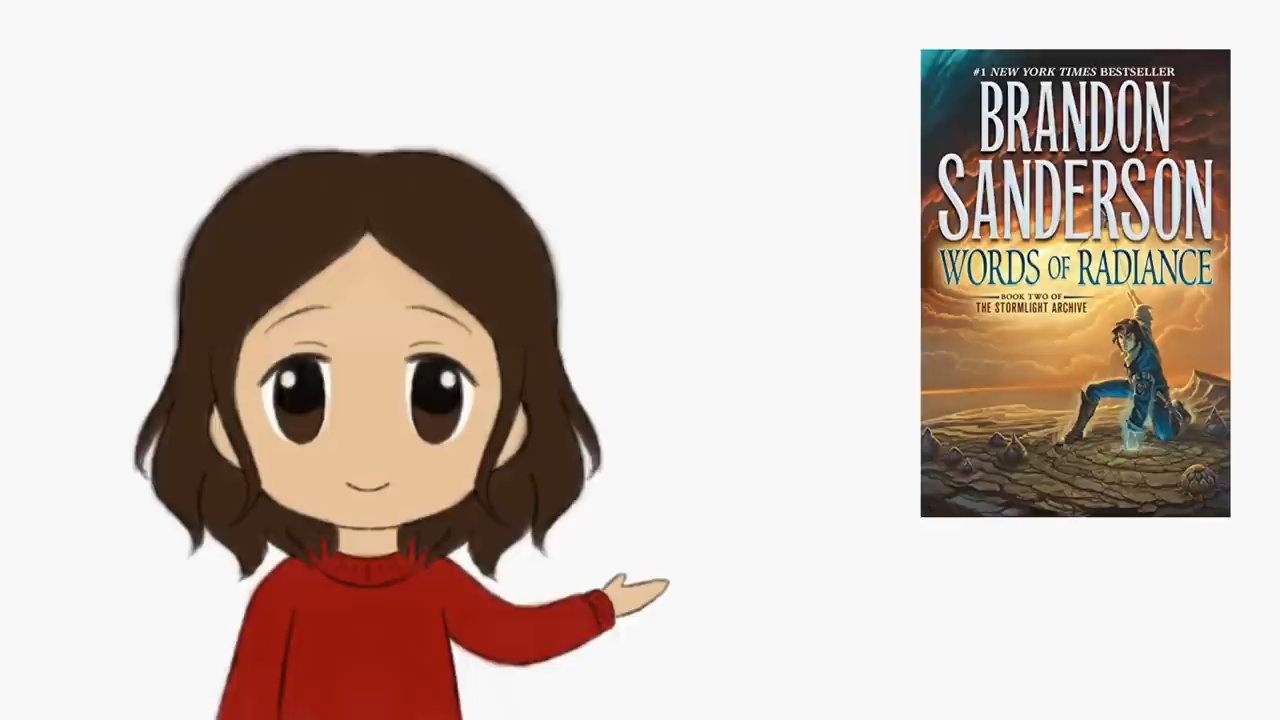 #1 NEW YORK TIMES BESTSELLER
BRANDON
SANDERSON
WORDS OF RADIANCE
BOOK TWO OF
THE STORMLIGHT ARCHIVE